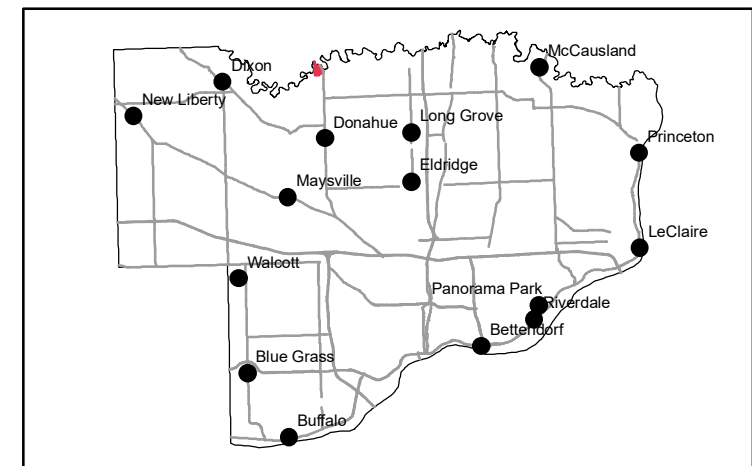 McCausland
Dixon
New Liberty
Long Grove
Donahue
Princeton
Eldridge
Maysville
LeClaire
Walcott
Panorama Park
Riverdale
Bettendorf
Blue Grass
Buffalo